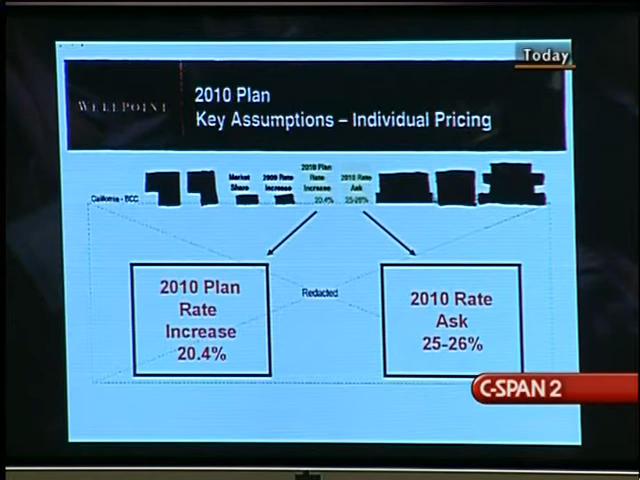 Today
WELLPOINT
2010 Plan
Key Assumptions – Individual Pricing
Market Share
2009 Rate Increase
2010 Plan Rate Increase
2010 Rate Ask
California - BCC
20.4%
25-26%
2010 Plan
Rate
Increase
20.4%
Redacted
2010 Rate
Ask
25-26%
C-SPAN 2